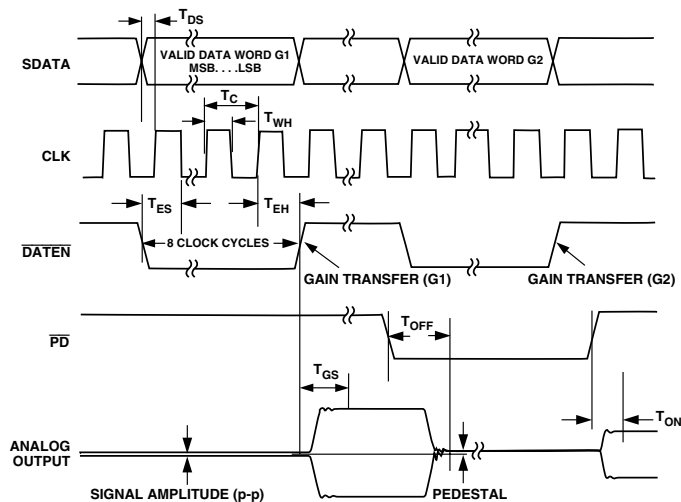 T_DS
SDATA
VALID DATA WORD G1
MSB. . . .LSB
VALID DATA WORD G2
T_C
T_WH
CLK
T_ES
T_EH
DATEN
8 CLOCK CYCLES
GAIN TRANSFER (G1)
GAIN TRANSFER (G2)
PD
T_OFF
T_GS
T_ON
ANALOG
OUTPUT
SIGNAL AMPLITUDE (p-p)
PEDESTAL